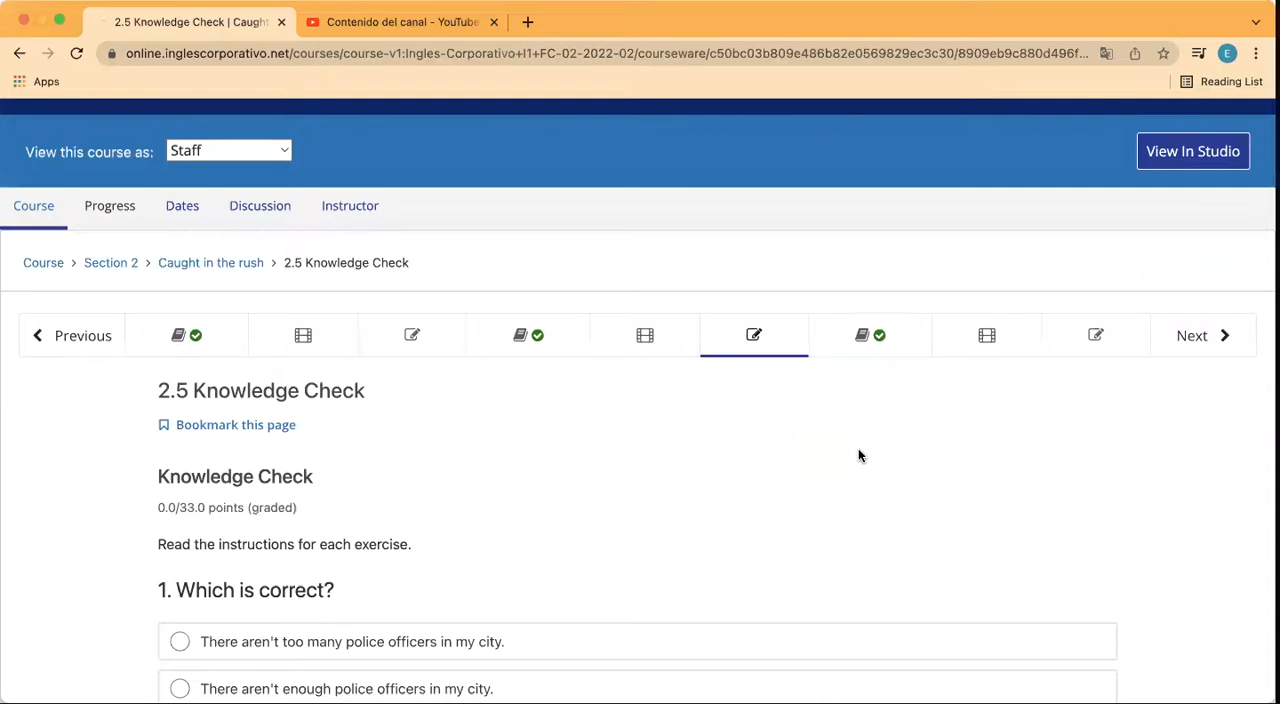 2.5 Knowledge Check | Caught
Contenido del canal - YouTube
online.inglescorporativo.net/courses/course-v1:Ingles-Corporativo+I1+FC-02-2022-02/courseware/c50bc03b809e486b82e0569829ec3c30/8909eb9c880d496f...
E
Apps
Reading List
View this course as:
Staff
View In Studio
Course
Progress
Dates
Discussion
Instructor
Course > Section 2 > Caught in the rush > 2.5 Knowledge Check
Previous
Next
2.5 Knowledge Check
Bookmark this page
Knowledge Check
0.0/33.0 points (graded)
Read the instructions for each exercise.
1. Which is correct?
There aren't too many police officers in my city.
There aren't enough police officers in my city.